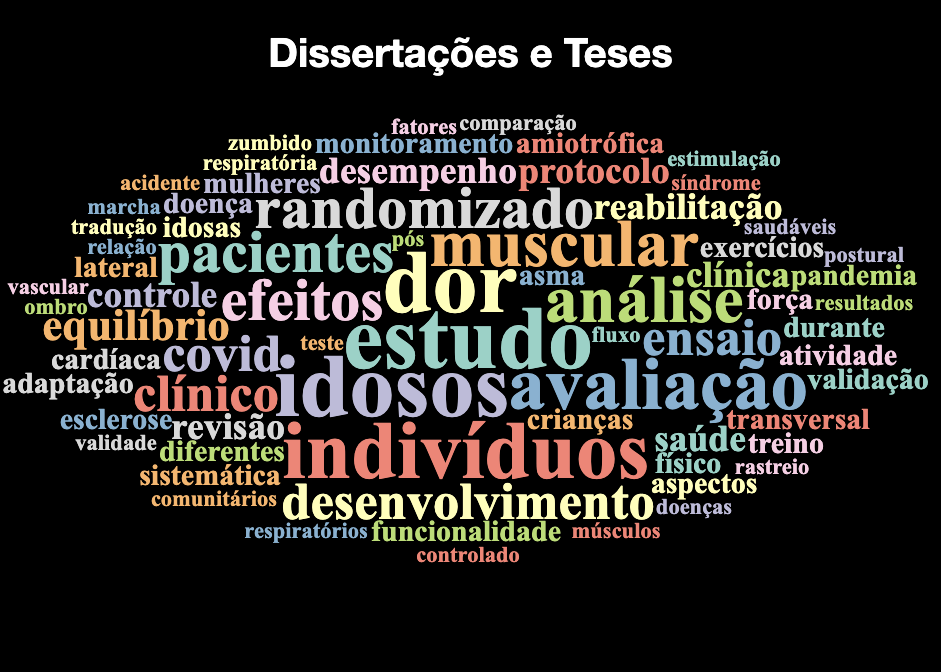 Dissertações e Teses
fatores comparação
zumbido monitoramento amiotrófica
respiratória desempenho protocolo estimulação
acidente mulheres síndrome
marcha doença randomizado reabilitação
tradução idosas saudáveis
relação pacientes pós muscular exercícios postural
lateral dor asma clínica pandemia
vascular controle efeitos análise força resultados
ombro
equilíbrio teste estudo fluxo ensaio durante
cardíaca covid atividade
adaptação clínico idosos avaliação validação
esclerose revisão crianças transversal
validade diferentes indivíduos saúde treino
sistemática físico rastreio
comunitários desenvolvimento aspectos
doenças
respiratórios funcionalidade músculos
controlado